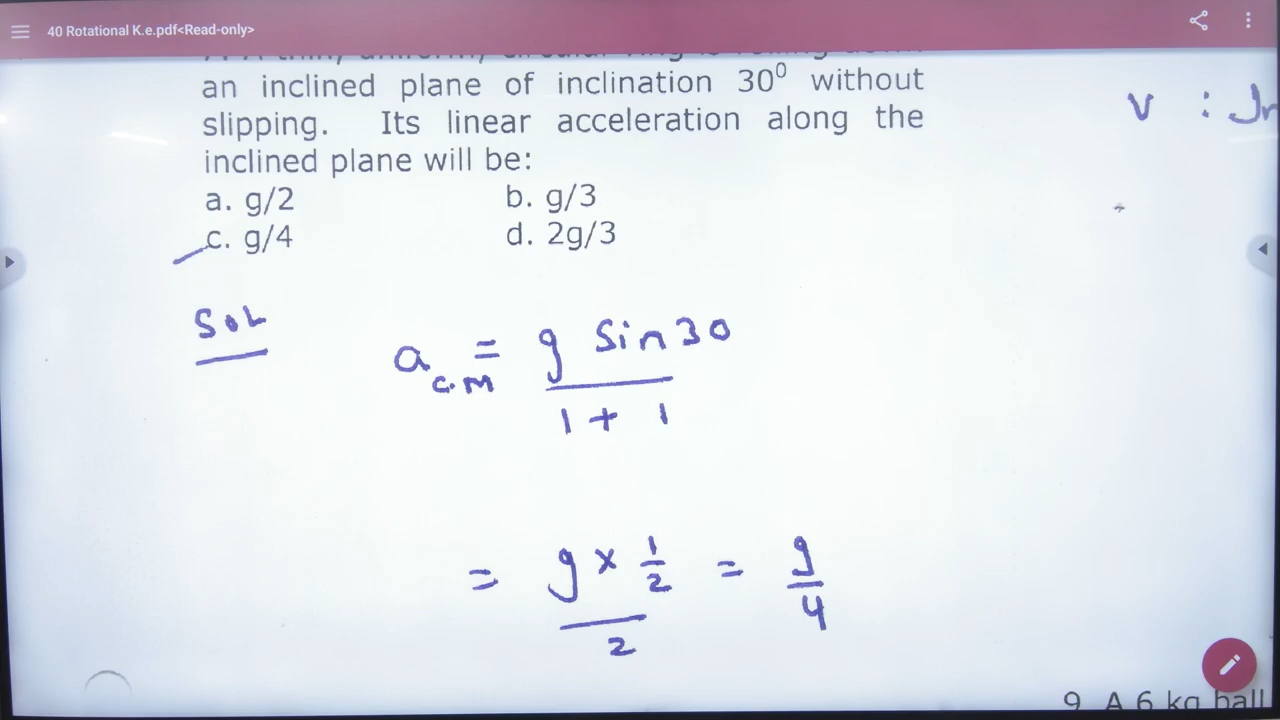 40 Rotational K.e.pdf<Read-only>
an inclined plane of inclination 30⁰ without
slipping. Its linear acceleration along the
inclined plane will be:
a. g/2 b. g/3
c. g/4 d. 2g/3
V :
Sol
a c.m = g Sin30 / 1 + 1
= g × 1/2 / 2 = g/4
9 A 6 kg ball